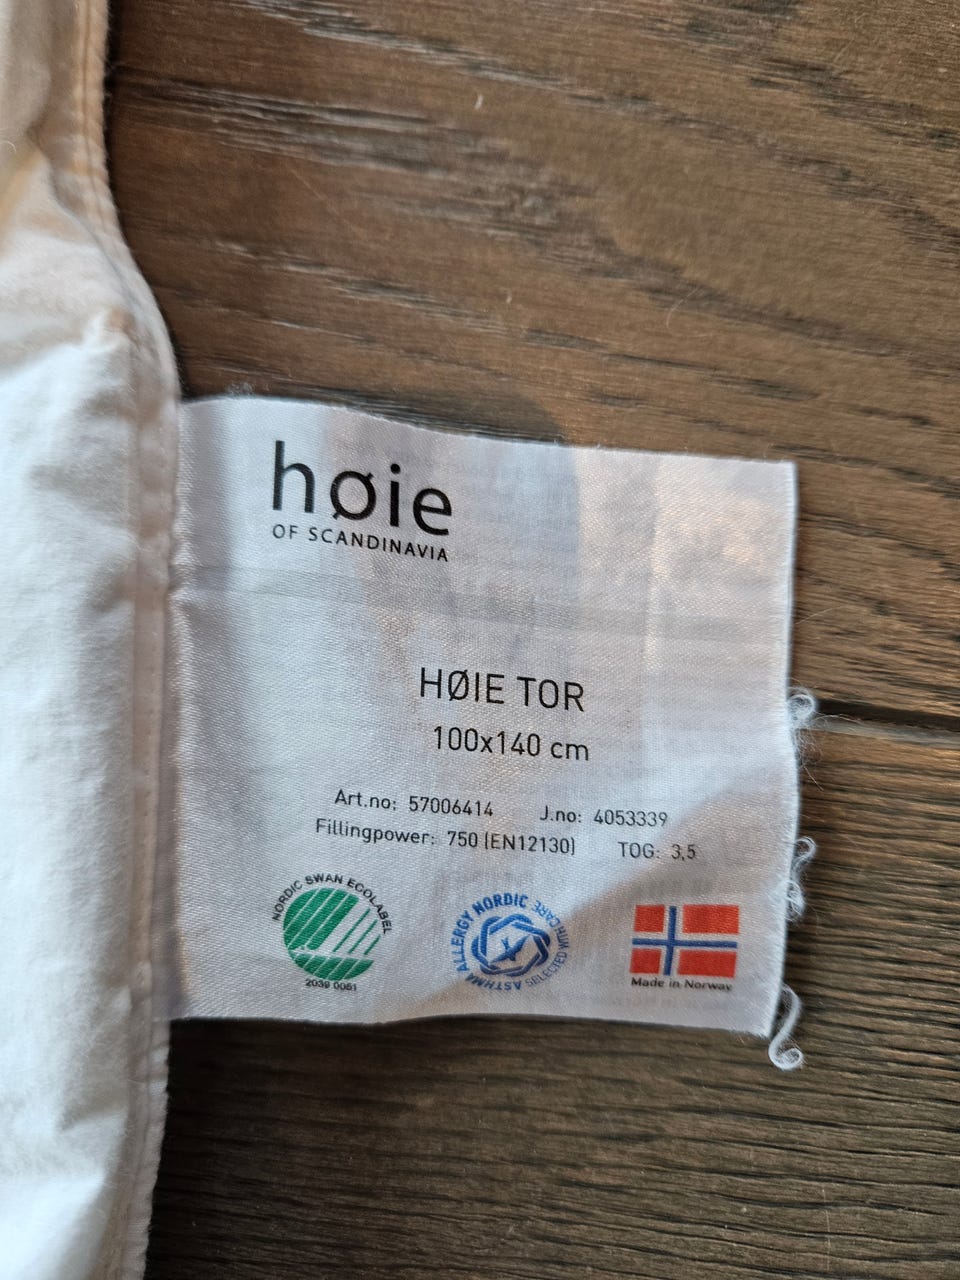 høie
OF SCANDINAVIA
HØIE TOR
100x140 cm
Art.no: 57006414 J.no: 4053339
Fillingpower: 750 (EN12130) TOG: 3,5
NORDIC SWAN ECOLABEL
2039 0061
ASTHMA ALLERGY NORDIC
SELECTED WITH CARE
Made in Norway